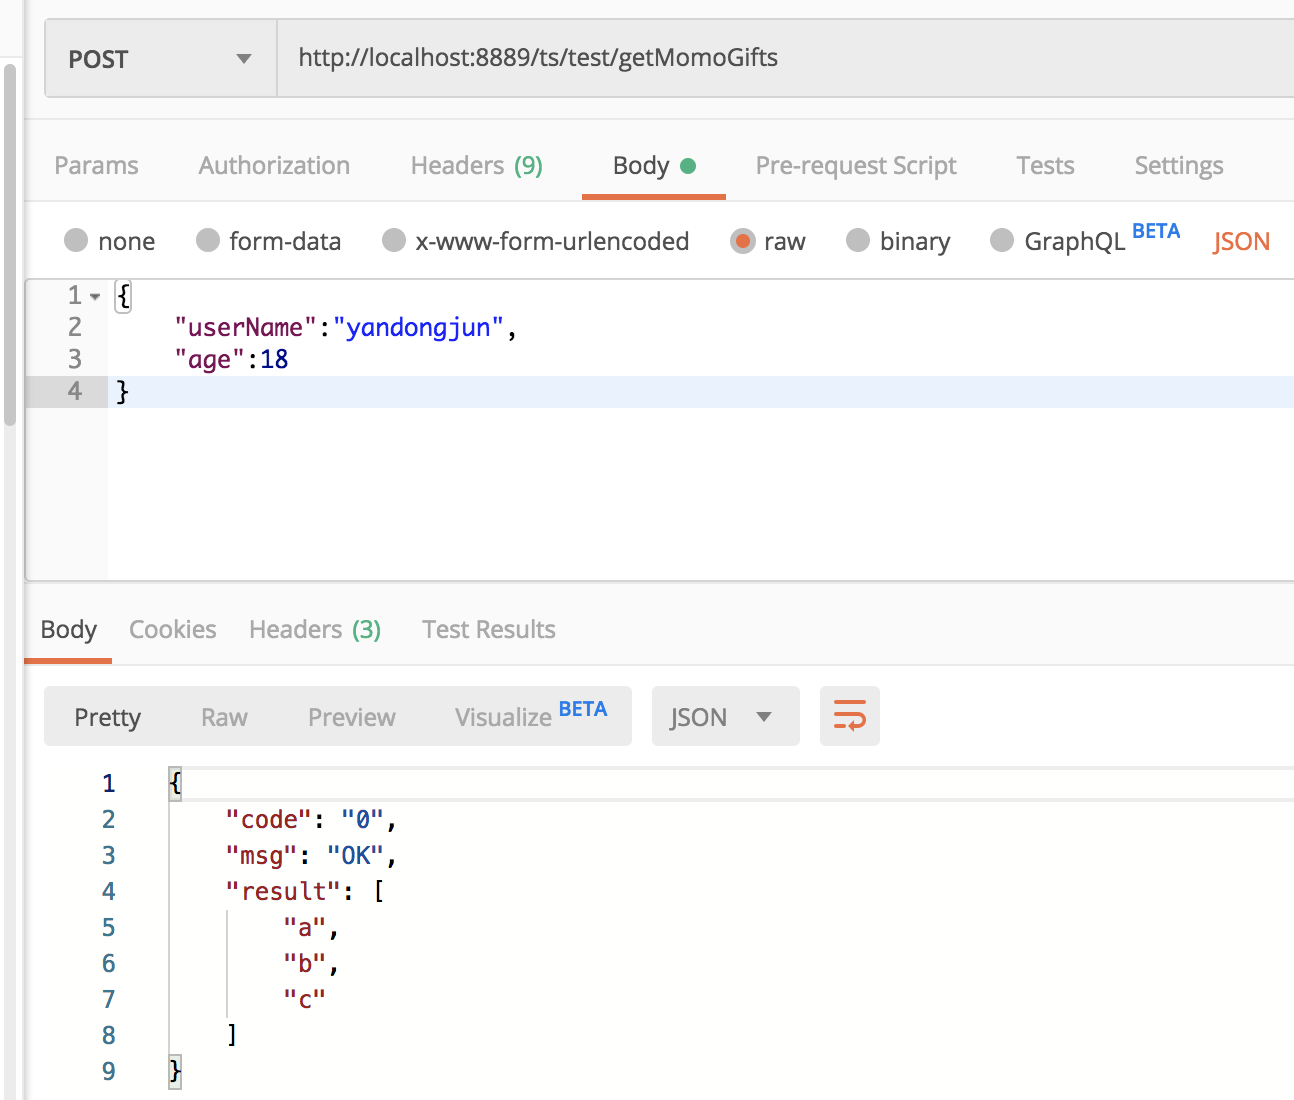 POST http://localhost:8889/ts/test/getMomoGifts
Params Authorization Headers (9) Body Pre-request Script Tests Settings
none form-data x-www-form-urlencoded raw binary GraphQL BETA JSON
1 {
2 "userName":"yandongjun",
3 "age":18
4 }
Body Cookies Headers (3) Test Results
Pretty Raw Preview Visualize BETA JSON
1 {
2 "code": "0",
3 "msg": "OK",
4 "result": [
5 "a",
6 "b",
7 "c"
8 ]
9 }